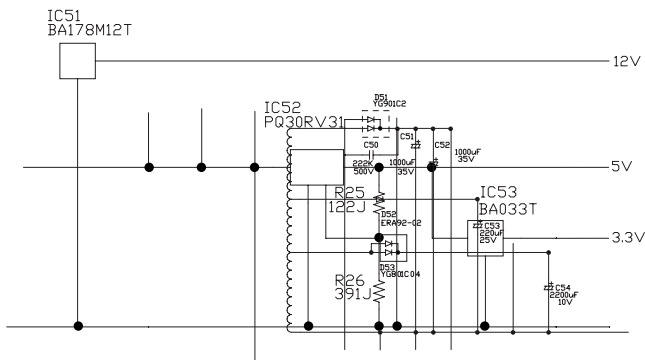 IC51
BA178M12T
12V
D51
YG901C2
IC52
PQ30RV31
C51
C50
C52
1000uF
35V
222K
500V
1000uF
35V
5V
R25
122J
IC53
BA033T
D52
ERA92-02
C53
220uF
25V
3.3V
D53
YG801C04
R26
391J
C54
2200uF
10V